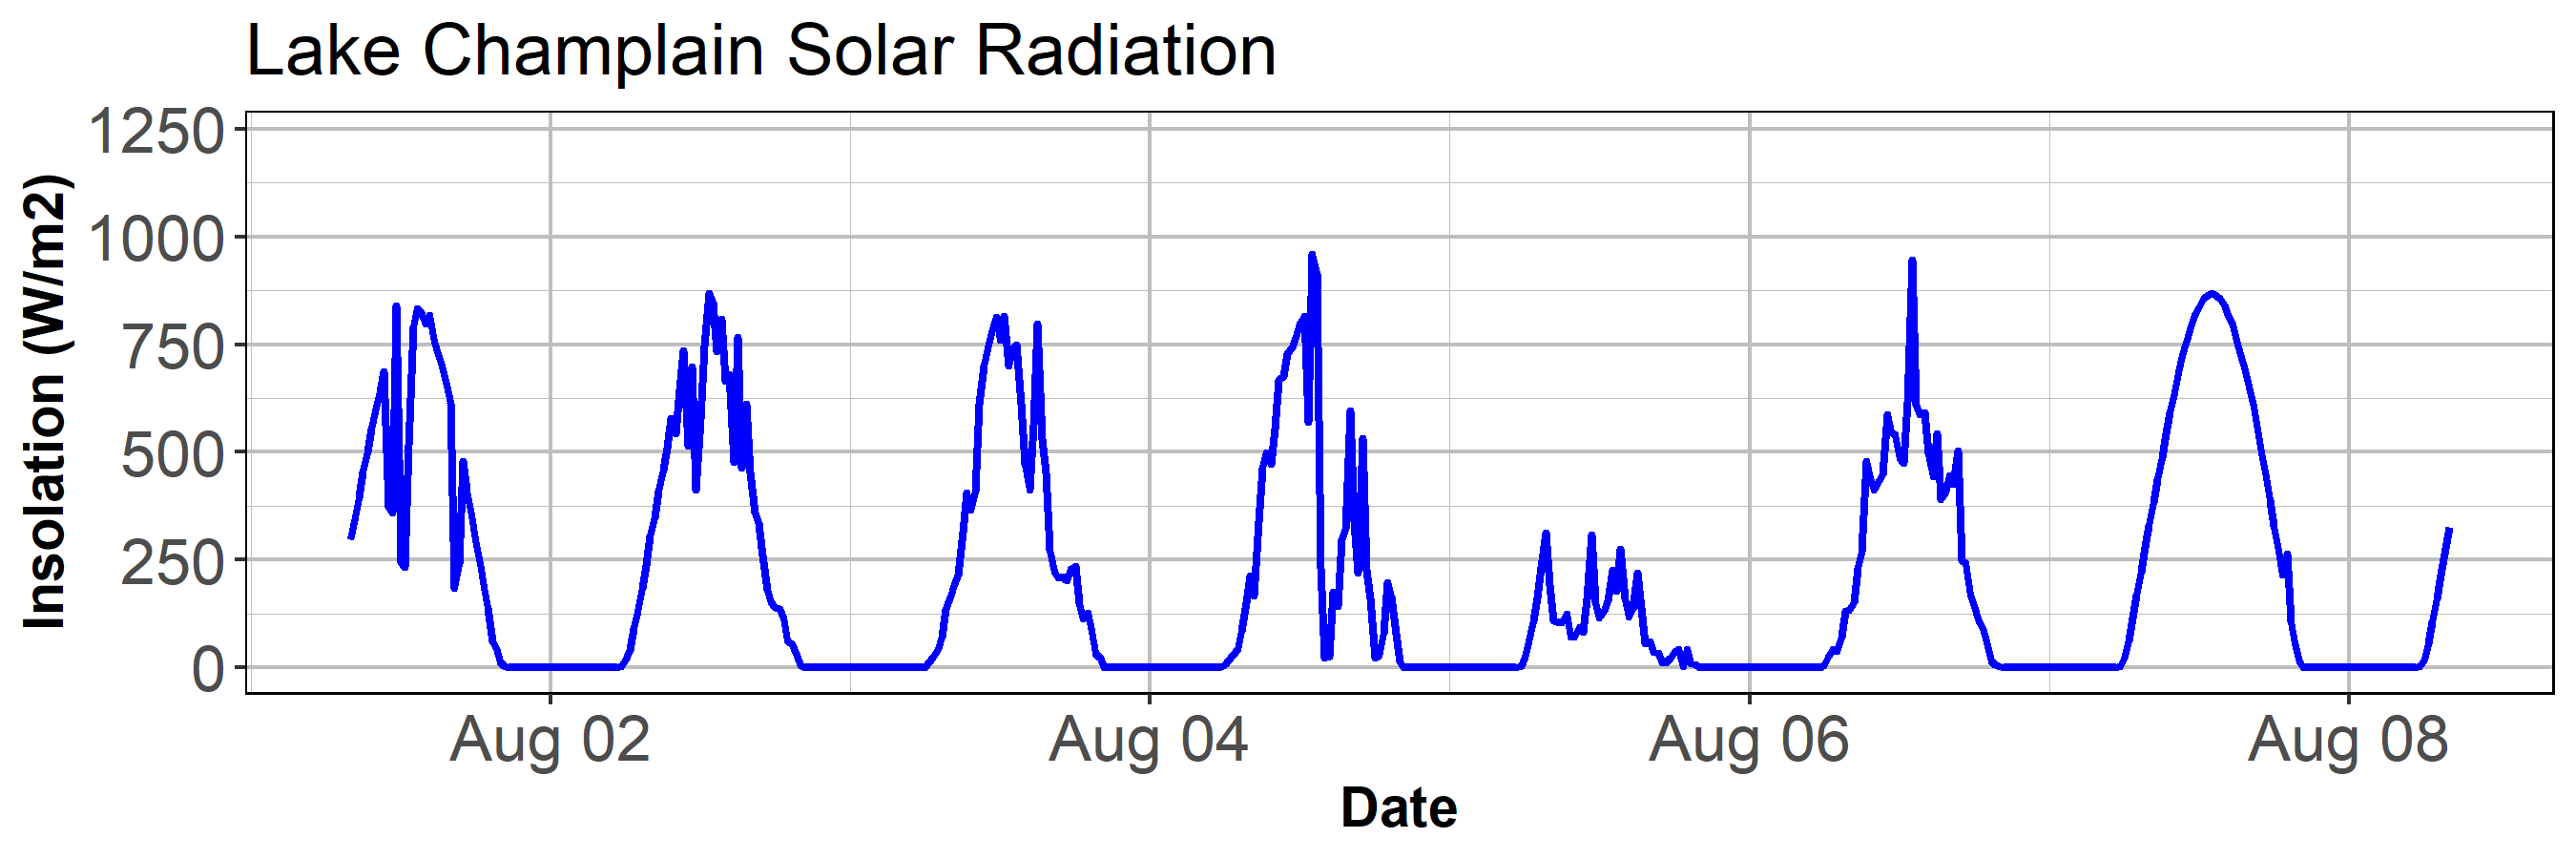 Lake Champlain Solar Radiation
Insolation (W/m2)
1250
1000
750
500
250
0
Aug 02 Aug 04 Aug 06 Aug 08
Date